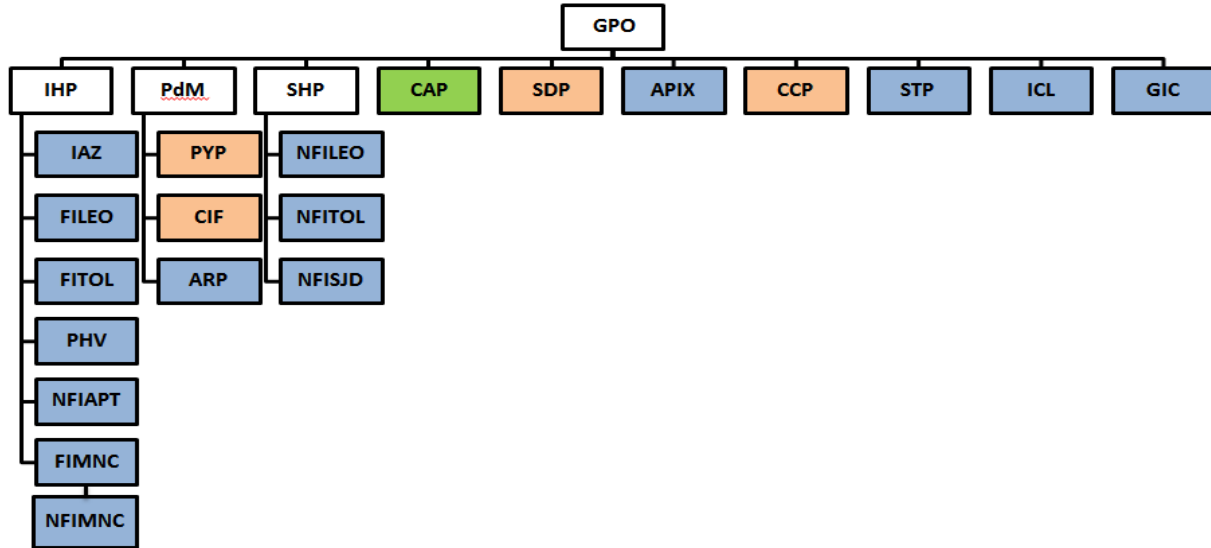 GPO
IHP PdM SHP CAP SDP APIX CCP STP ICL GIC
IAZ PYP NFILEO
FILEO CIF NFITOL
FITOL ARP NFISJD
PHV
NFIAPT
FIMNC
NFIMNC